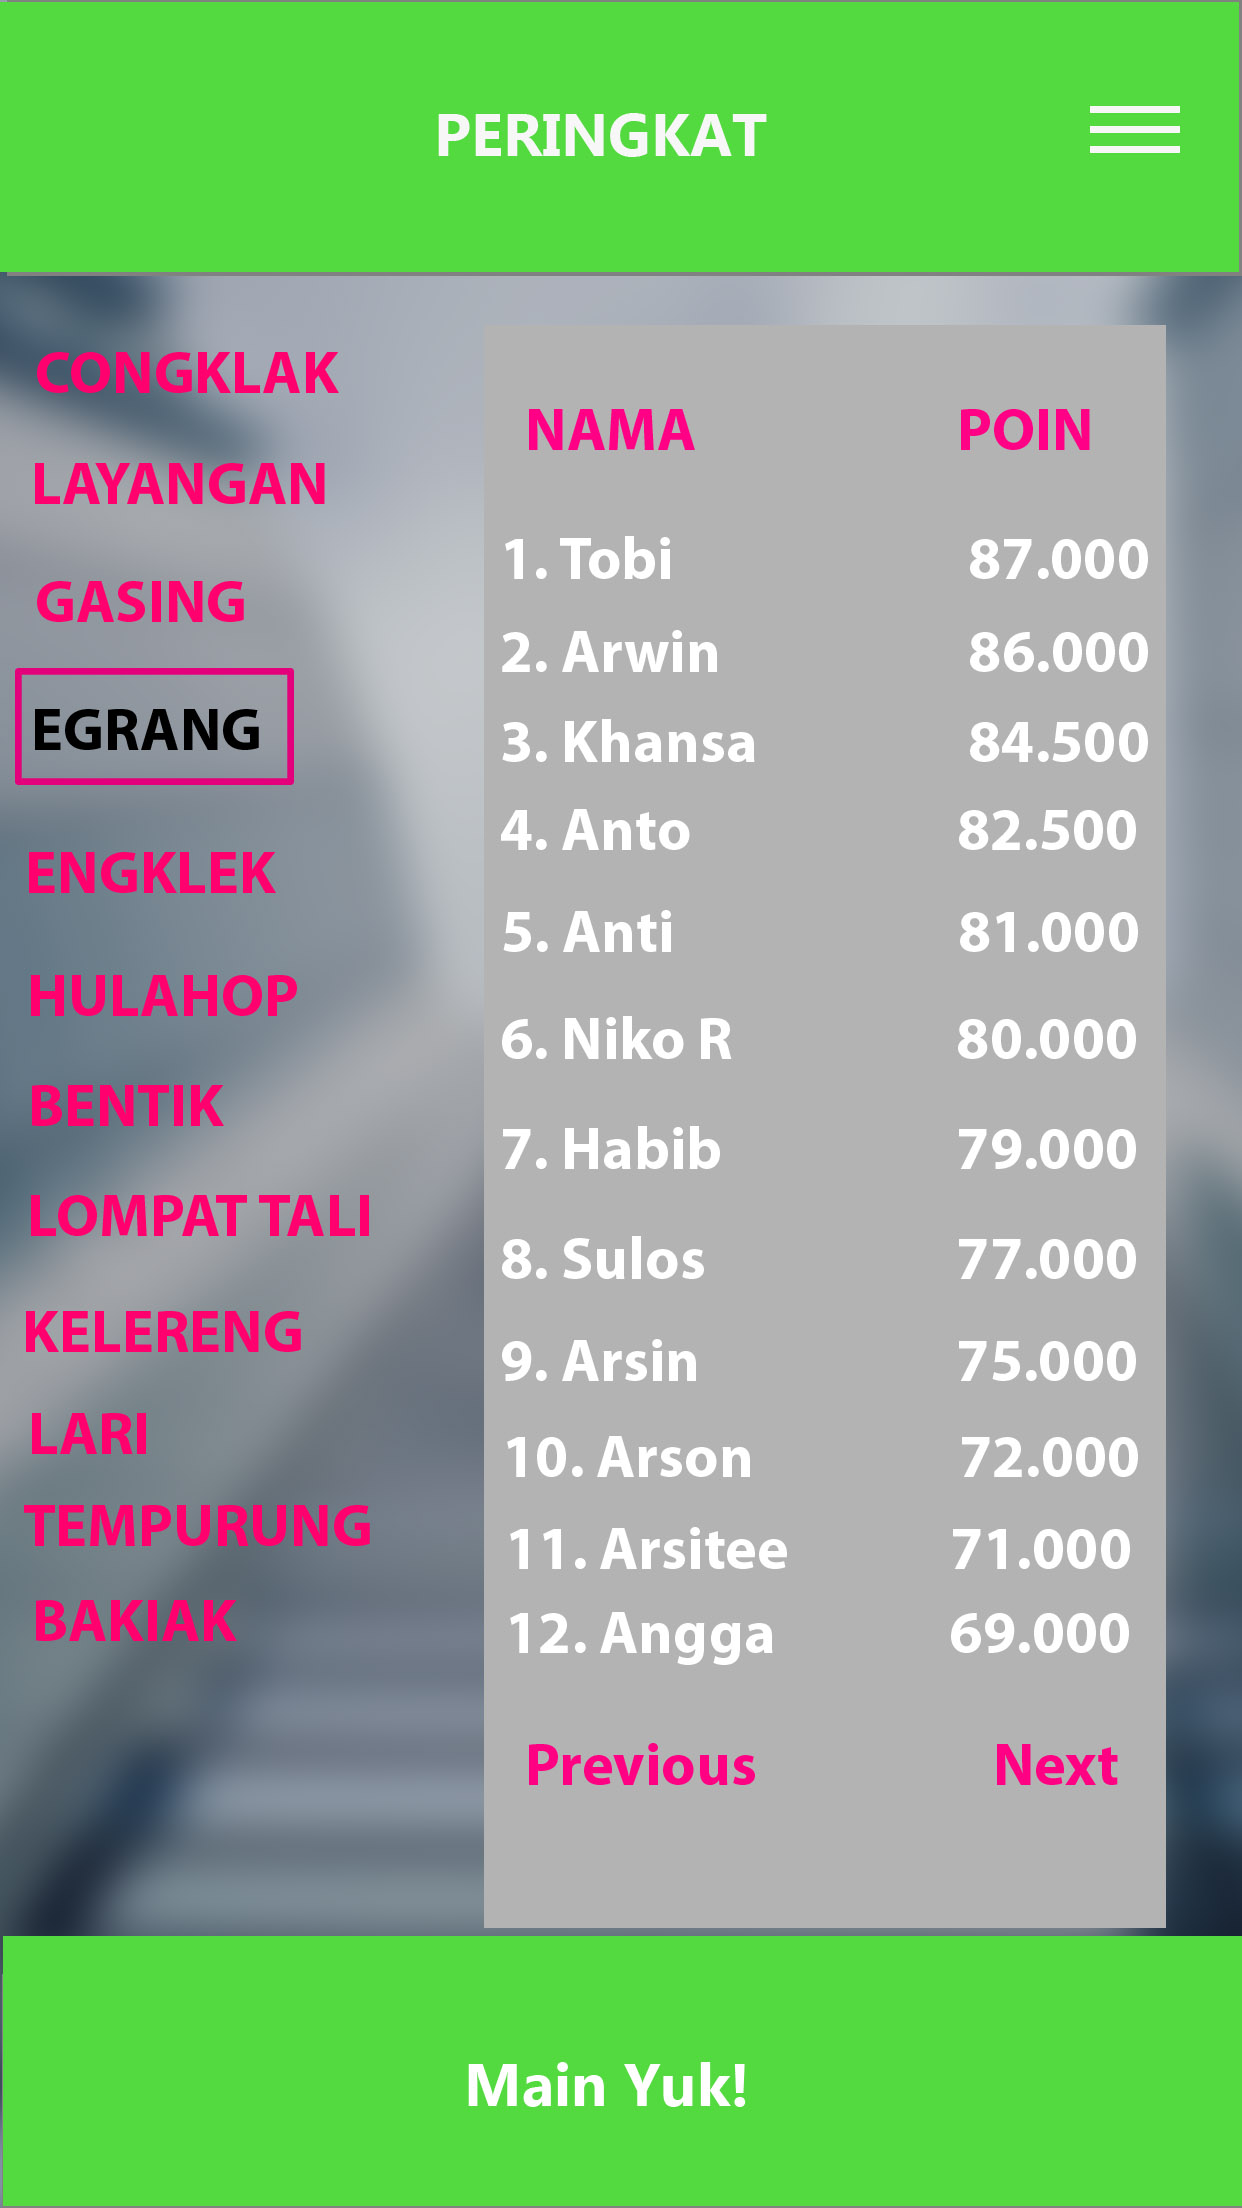 PERINGKAT
CONGKLAK
LAYANGAN
GASING
EGRANG
ENGKLEK
HULAHOP
BENTIK
LOMPAT TALI
KELERENG
LARI
TEMPURUNG
BAKIAK
NAMA POIN
1. Tobi 87.000
2. Arwin 86.000
3. Khansa 84.500
4. Anto 82.500
5. Anti 81.000
6. Niko R 80.000
7. Habib 79.000
8. Sulos 77.000
9. Arsin 75.000
10. Arson 72.000
11. Arsitee 71.000
12. Angga 69.000
Previous Next
Main Yuk!